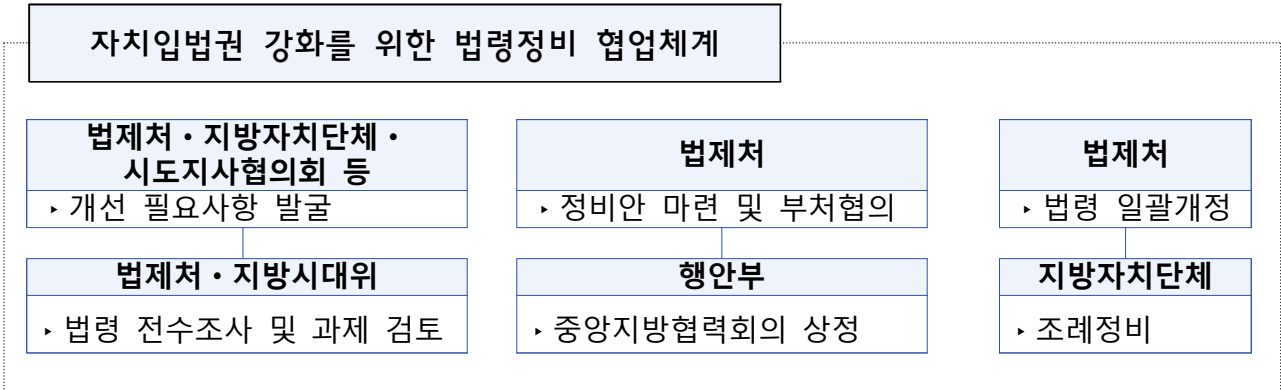 자치입법권 강화를 위한 법령정비 협업체계
법제처・지방자치단체・
시도지사협의회 등
‣ 개선 필요사항 발굴
법제처・지방시대위
‣ 법령 전수조사 및 과제 검토
법제처
‣ 정비안 마련 및 부처협의
행안부
‣ 중앙지방협력회의 상정
법제처
‣ 법령 일괄개정
지방자치단체
‣ 조례정비